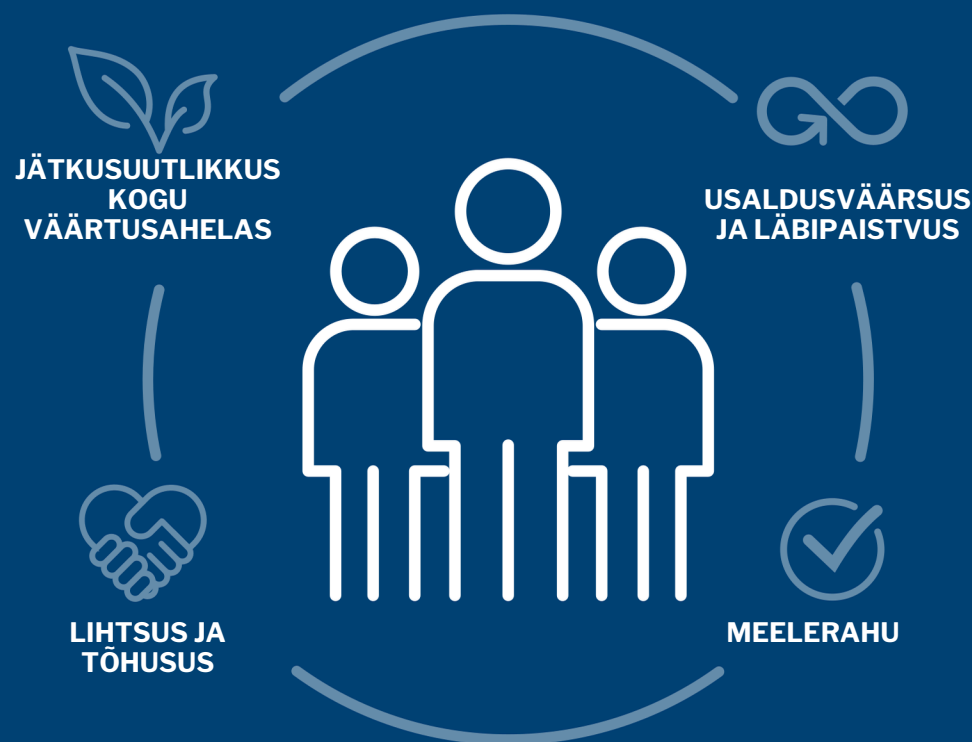 JÄTKUSUUTLIKKUS
KOGU
VÄÄRTUSAHELAS
USALDUSVÄÄRSUS
JA LÄBIPAISTVUS
LIHTSUS JA
TÕHUSUS
MEELERAHU